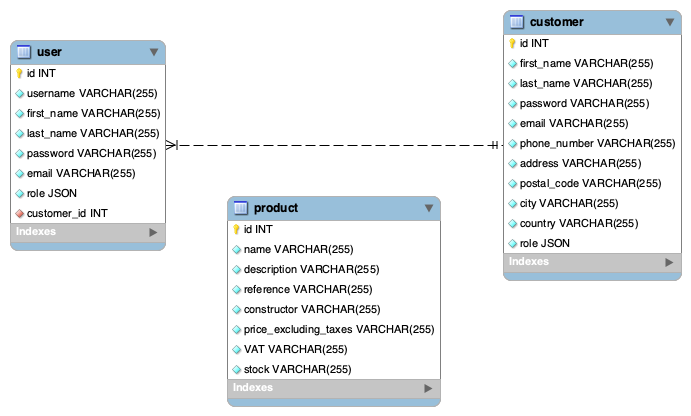 user
id INT
username VARCHAR(255)
first_name VARCHAR(255)
last_name VARCHAR(255)
password VARCHAR(255)
email VARCHAR(255)
role JSON
customer_id INT
Indexes
product
id INT
name VARCHAR(255)
description VARCHAR(255)
reference VARCHAR(255)
constructor VARCHAR(255)
price_excluding_taxes VARCHAR(255)
VAT VARCHAR(255)
stock VARCHAR(255)
Indexes
customer
id INT
first_name VARCHAR(255)
last_name VARCHAR(255)
password VARCHAR(255)
email VARCHAR(255)
phone_number VARCHAR(255)
address VARCHAR(255)
postal_code VARCHAR(255)
city VARCHAR(255)
country VARCHAR(255)
role JSON
Indexes